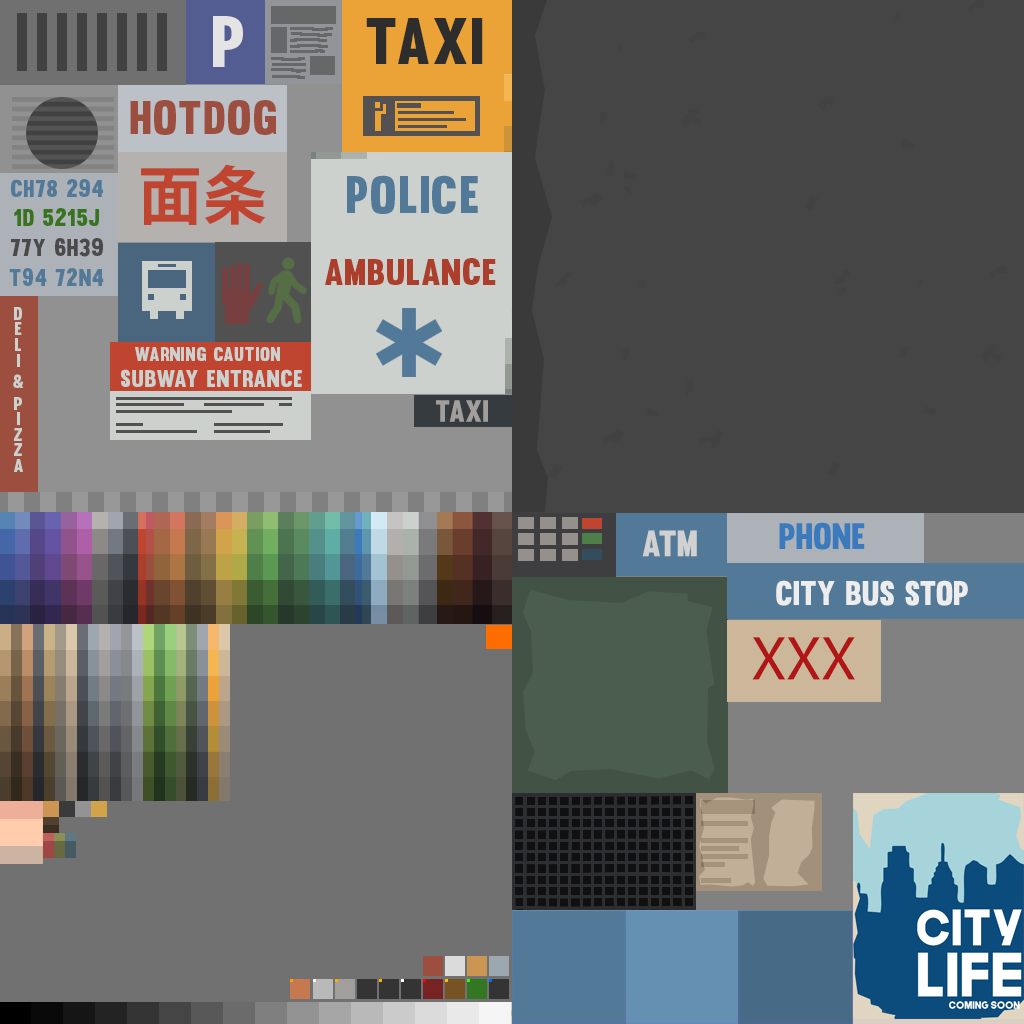 P
TAXI
HOTDOG
面条
CH78 294
1D 5215J
77Y 6H39
T94 72N4
POLICE
AMBULANCE
DELI & PIZZA
WARNING CAUTION
SUBWAY ENTRANCE
TAXI
ATM
PHONE
CITY BUS STOP
XXX
CITY
LIFE
COMING SOON